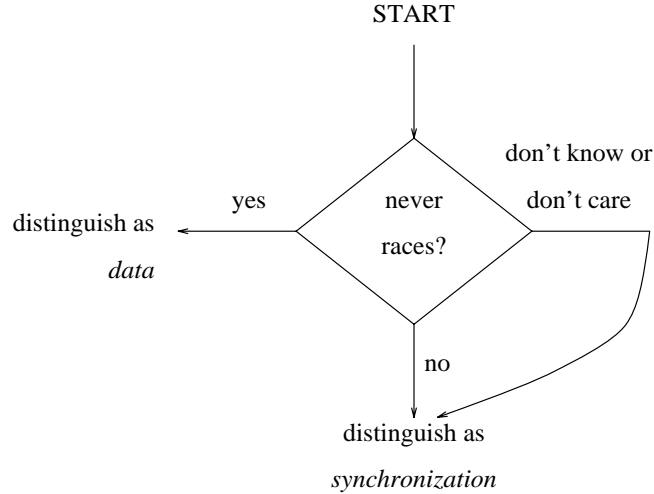 START
don't know or
don't care
yes
never
races?
distinguish as
data
no
distinguish as
synchronization